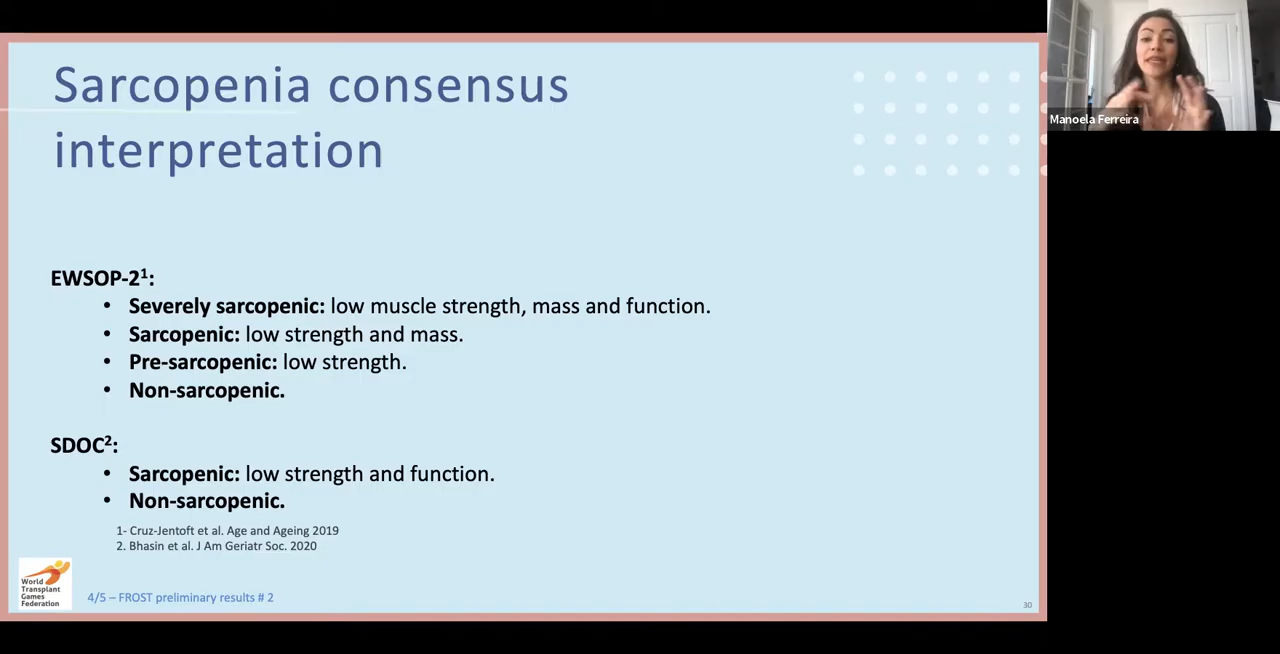 Sarcopenia consensus
interpretation
Manoela Ferreira
EWSOP-2¹:
• Severely sarcopenic: low muscle strength, mass and function.
• Sarcopenic: low strength and mass.
• Pre-sarcopenic: low strength.
• Non-sarcopenic.
SDOC²:
• Sarcopenic: low strength and function.
• Non-sarcopenic.
1- Cruz-Jentoft et al. Age and Ageing 2019
2. Bhasin et al. J Am Geriatr Soc. 2020
World
Transplant
Games
Federation
4/5 – FROST preliminary results # 2
30